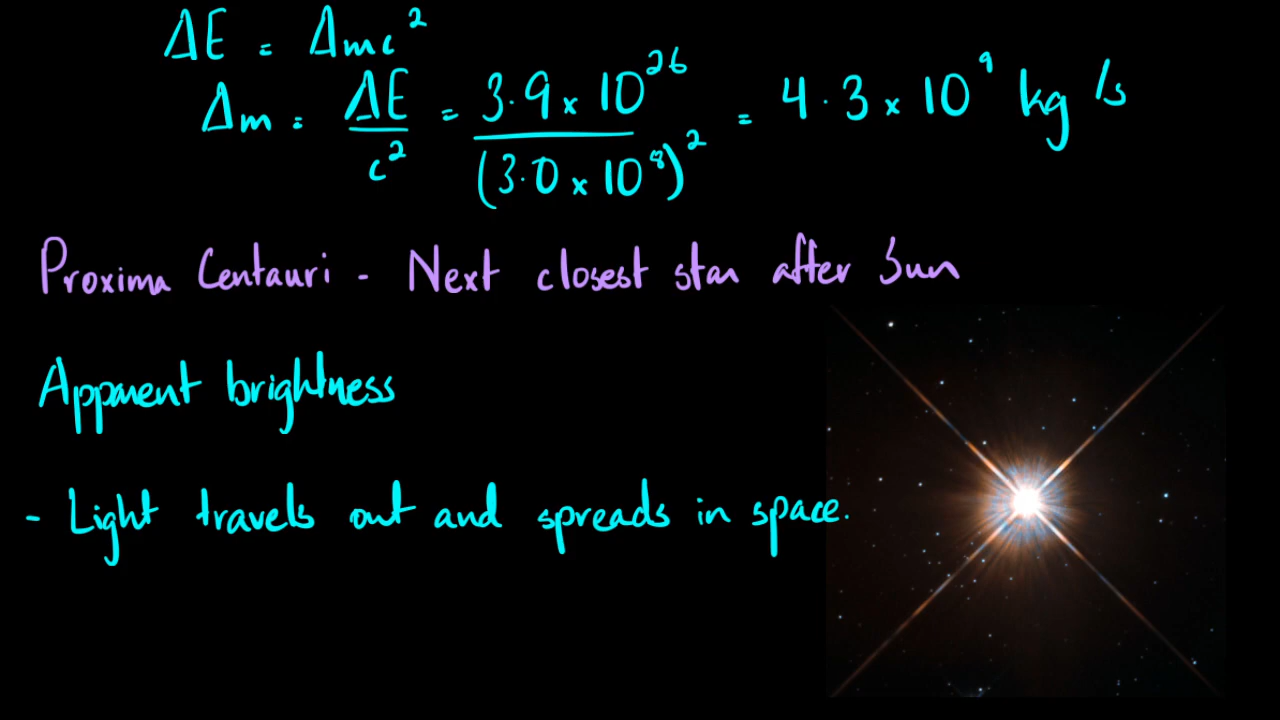 ΔE = Δmc²
Δm = ΔE/c² = 3.9 x 10²⁶/(3.0 x 10⁸)² = 4.3 x 10⁹ kg/s
Proxima Centauri - Next closest star after Sun
Apparent brightness
- Light travels out and spreads in space.